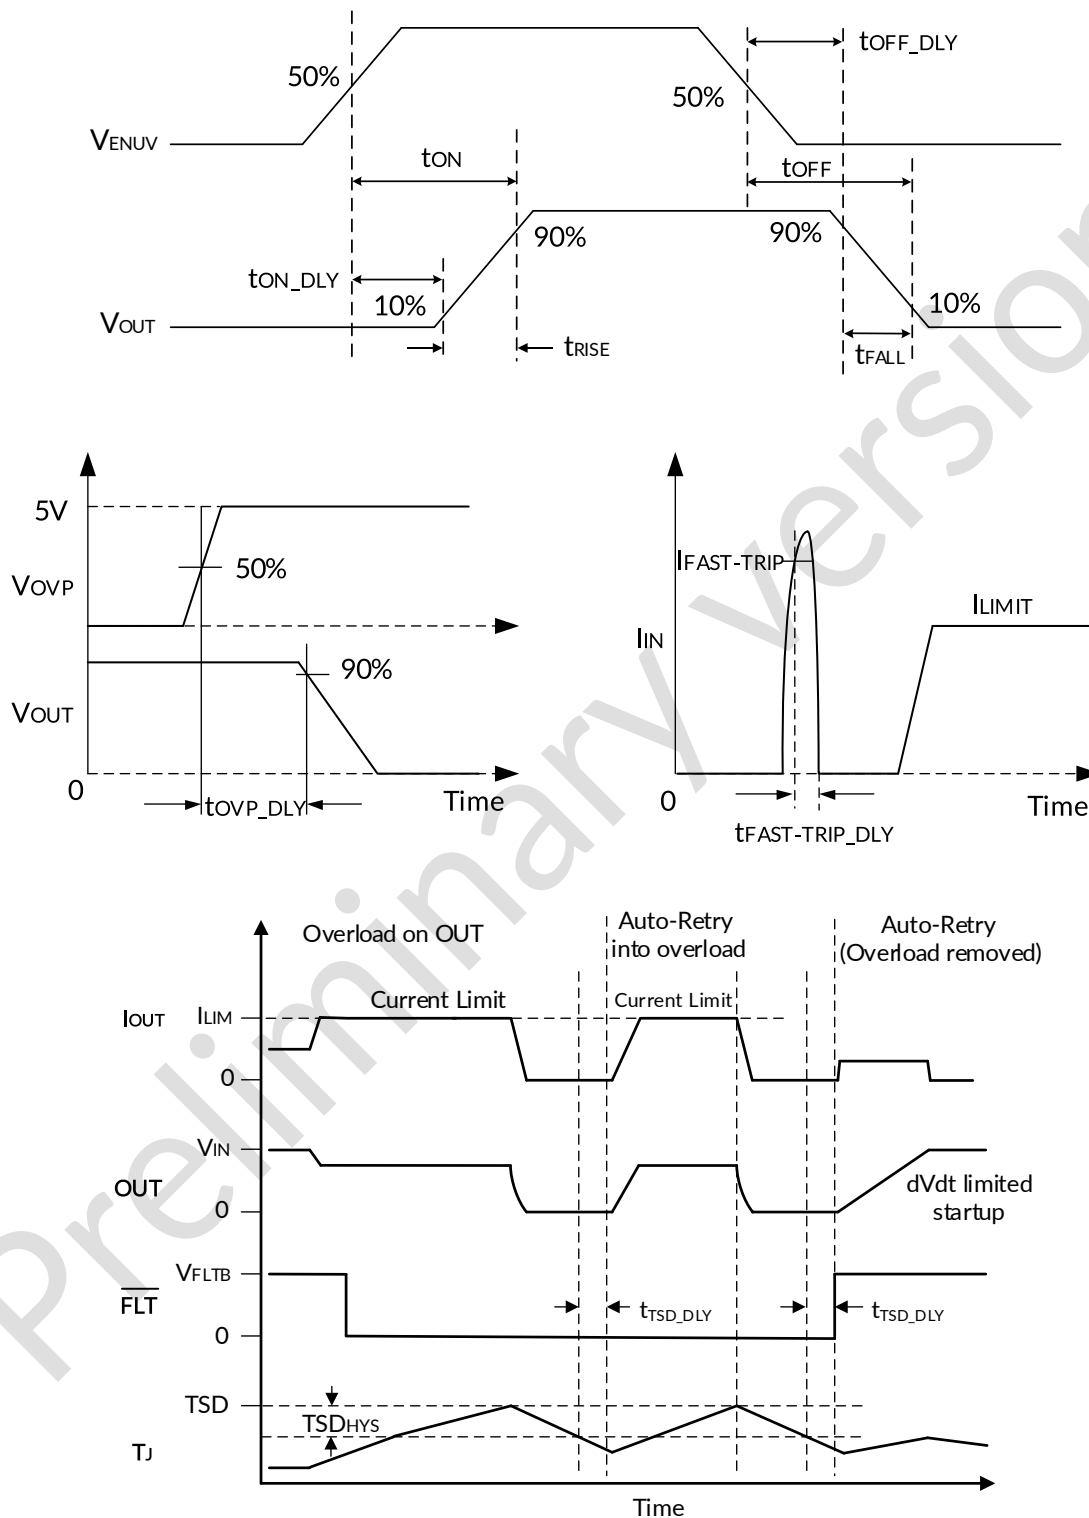 tOFF_DLY
50%
50%
VENUV
tON
tOFF
90%
90%
tON_DLY
10%
10%
VOUT
tRISE
tFALL
5V
50%
VOVP
IFAST-TRIP
ILIMIT
IIN
90%
VOUT
0
tOVP_DLY
Time
0
Time
tFAST-TRIP_DLY
Overload on OUT
Auto-Retry
into overload
Auto-Retry
(Overload removed)
Current Limit
Current Limit
IOUT
ILIM
0
VIN
OUT
0
dVdt limited
startup
VFLTB
FLT
tTSD_DLY
tTSD_DLY
0
TSD
TSDHYS
TJ
Time
Preliminary version